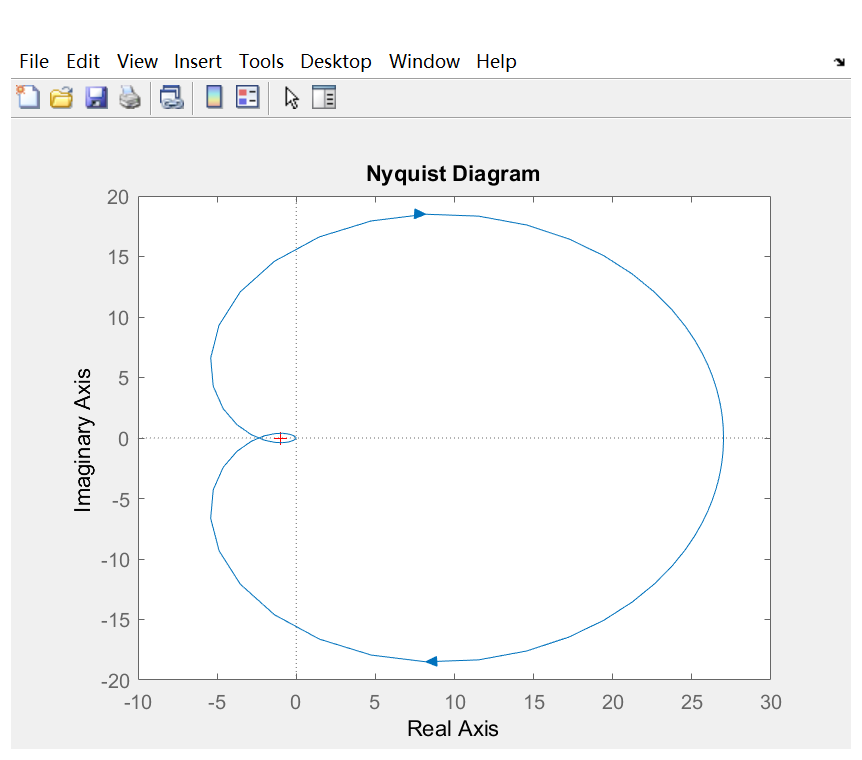 File Edit View Insert Tools Desktop Window Help
Nyquist Diagram
20
15
10
5
0
-5
-10
-15
-20
Imaginary Axis
-10 -5 0 5 10 15 20 25 30
Real Axis